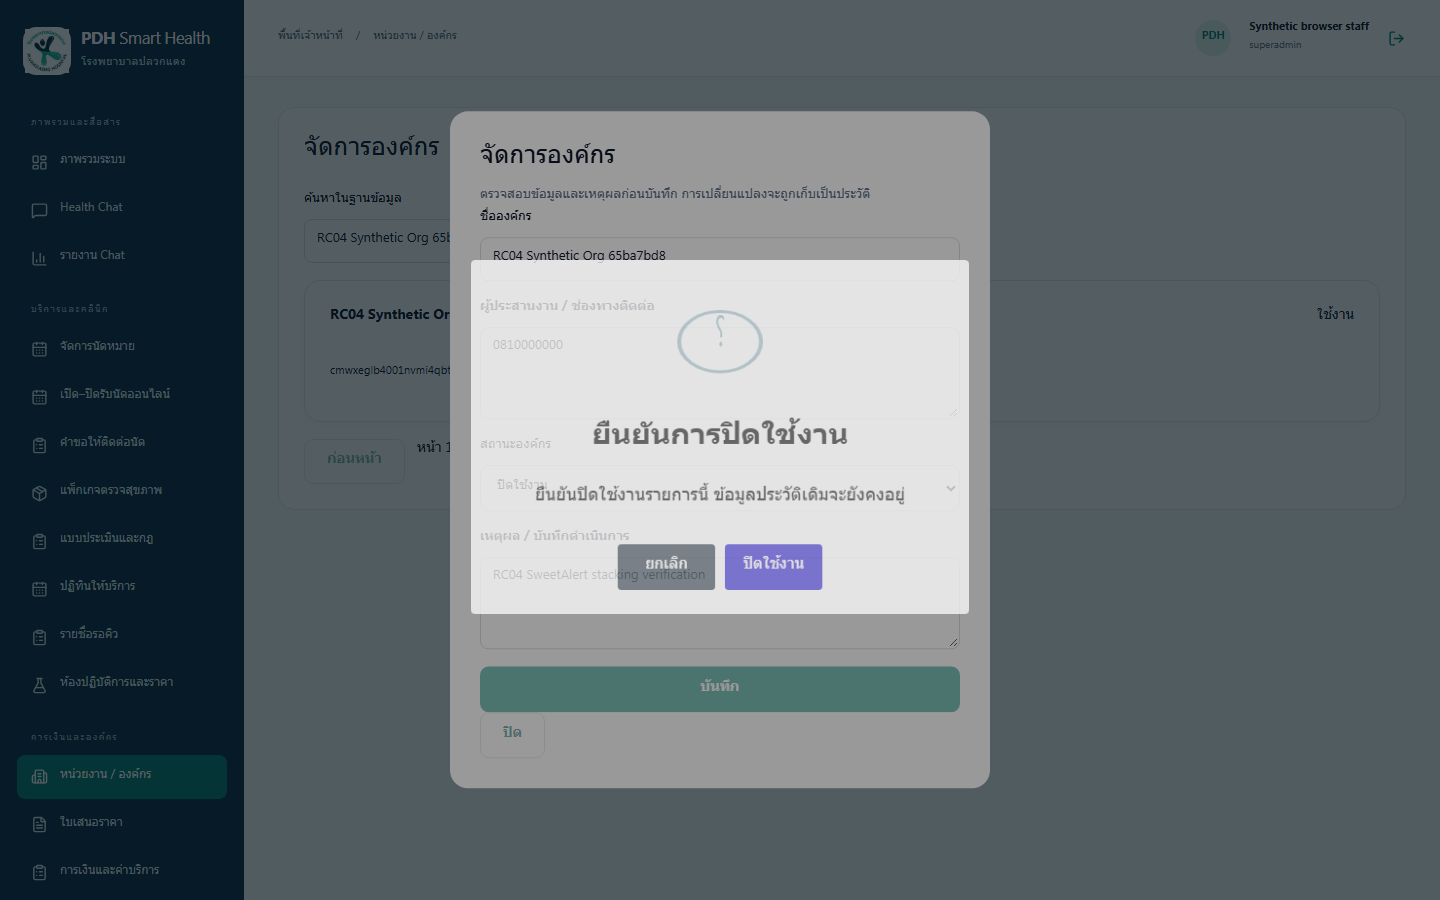 PDH Smart Health
โรงพยาบาลปลวกแดง
ภาพรวมและสื่อสาร
ภาพรวมระบบ
Health Chat
รายงาน Chat
บริการและคลินิก
จัดการนัดหมาย
เปิด–ปิดรับนัดออนไลน์
คำขอให้ติดต่อนัด
แพ็กเกจตรวจสุขภาพ
แบบประเมินและกฎ
ปฏิทินให้บริการ
รายชื่อรอคิว
ห้องปฏิบัติการและราคา
การเงินและองค์กร
หน่วยงาน / องค์กร
ใบเสนอราคา
การเงินและค่าบริการ
พื้นที่เจ้าหน้าที่ / หน่วยงาน / องค์กร
PDH
Synthetic browser staff
superadmin
จัดการองค์กร
ค้นหาในฐานข้อมูล
RC04 Synthetic Org 65b
RC04 Synthetic Or
ใช้งาน
cmwxeglb4001nvmi4qbt
ก่อนหน้า
หน้า 1
จัดการองค์กร
ตรวจสอบข้อมูลและเหตุผลก่อนบันทึก การเปลี่ยนแปลงจะถูกเก็บเป็นประวัติ
ชื่อองค์กร
RC04 Synthetic Org 65ba7bd8
ผู้ประสานงาน / ช่องทางติดต่อ
0810000000
สถานะองค์กร
ปิดใช้งาน
เหตุผล / บันทึกดำเนินการ
RC04 SweetAlert stacking verification
บันทึก
ปิด
?
ยืนยันการปิดใช้งาน
ยืนยันปิดใช้งานรายการนี้ ข้อมูลประวัติเดิมจะยังคงอยู่
ยกเลิก
ปิดใช้งาน